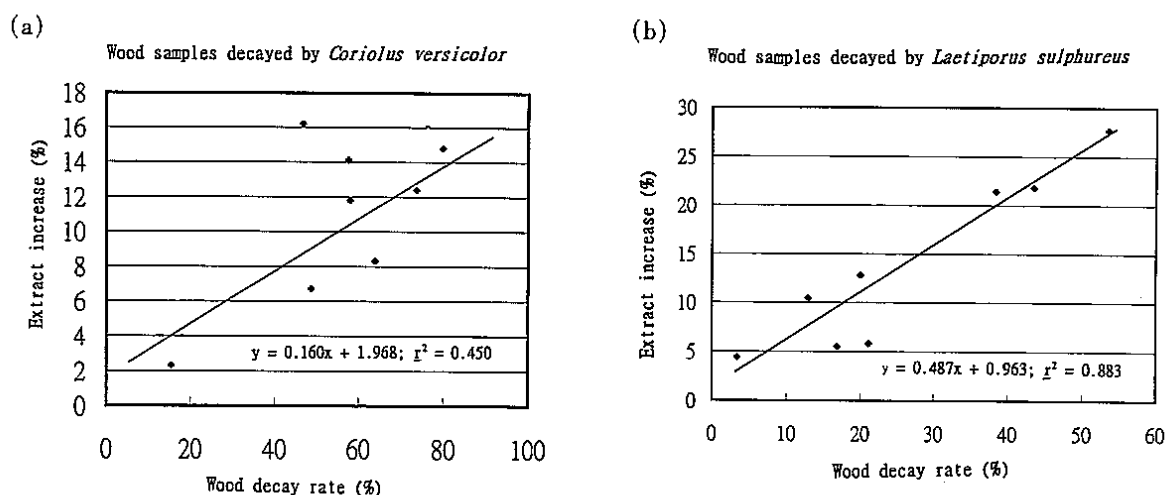 (a)
Wood samples decayed by Coriolus versicolor
18
16
14
12
10
8
6
4
2
0
Extract increase (%)
y = 0.160x + 1.968; r² = 0.450
0 20 40 60 80 100
Wood decay rate (%)
(b)
Wood samples decayed by Laetiporus sulphureus
30
25
20
15
10
5
0
Extract increase (%)
y = 0.487x + 0.963; r² = 0.883
0 10 20 30 40 50 60
Wood decay rate (%)